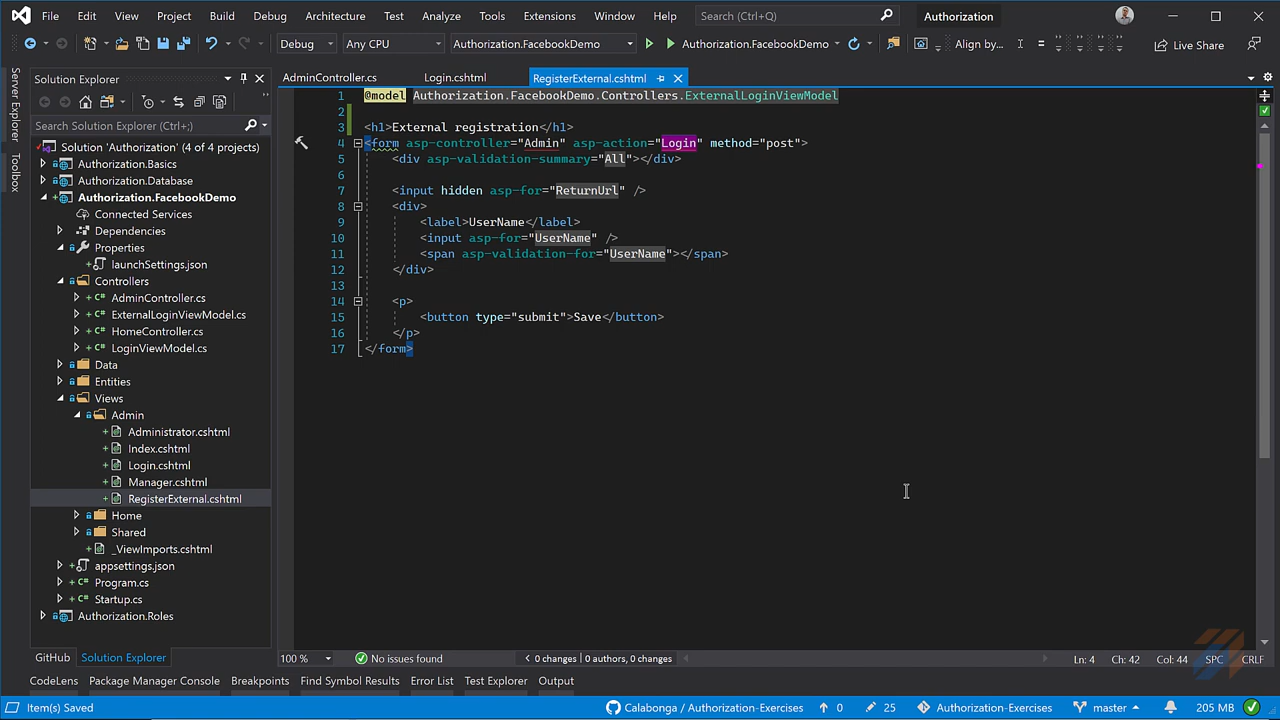 File Edit View Project Build Debug Architecture Test Analyze Tools Extensions Window Help Search (Ctrl+Q) Authorization
Debug Any CPU Authorization.FacebookDemo Authorization.FacebookDemo Align by... Live Share
Server Explorer
Toolbox
Solution Explorer
Search Solution Explorer (Ctrl+;)
Solution 'Authorization' (4 of 4 projects)
Authorization.Basics
Authorization.Database
Authorization.FacebookDemo
Connected Services
Dependencies
Properties
launchSettings.json
Controllers
AdminController.cs
ExternalLoginViewModel.cs
HomeController.cs
LoginViewModel.cs
Data
Entities
Views
Admin
Administrator.cshtml
Index.cshtml
Login.cshtml
Manager.cshtml
RegisterExternal.cshtml
Home
Shared
_ViewImports.cshtml
appsettings.json
Program.cs
Startup.cs
Authorization.Roles
GitHub Solution Explorer
AdminController.cs Login.cshtml RegisterExternal.cshtml
1 @model Authorization.FacebookDemo.Controllers.ExternalLoginViewModel
2
3 <h1>External registration</h1>
4 <form asp-controller="Admin" asp-action="Login" method="post">
5 <div asp-validation-summary="All"></div>
6
7 <input hidden asp-for="ReturnUrl" />
8 <div>
9 <label>UserName</label>
10 <input asp-for="UserName" />
11 <span asp-validation-for="UserName"></span>
12 </div>
13
14 <p>
15 <button type="submit">Save</button>
16 </p>
17 </form>
100 % No issues found 0 changes | 0 authors, 0 changes Ln: 4 Ch: 42 Col: 44 SPC CRLF
CodeLens Package Manager Console Breakpoints Find Symbol Results Error List Test Explorer Output
Item(s) Saved Calabonga / Authorization-Exercises 0 25 Authorization-Exercises master 205 MB